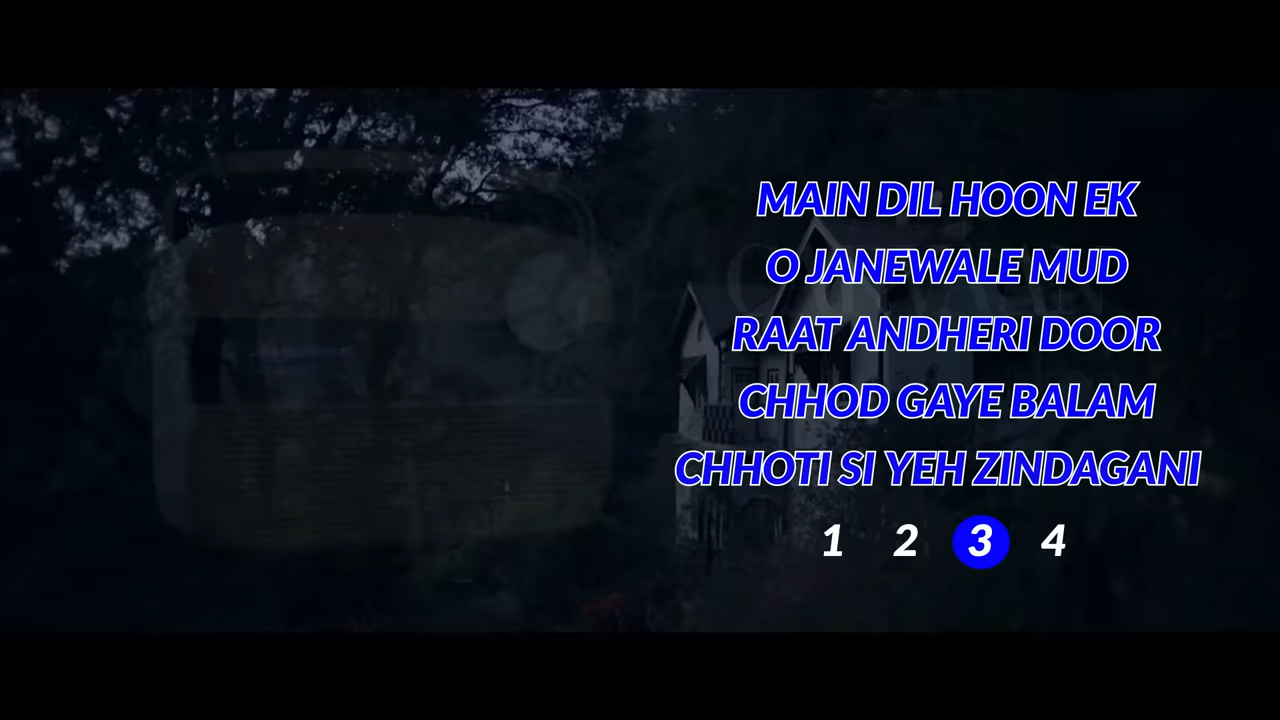 MAIN DIL HOON EK
O JANEWALE MUD
RAAT ANDHERI DOOR
CHHOD GAYE BALAM
CHHOTI SI YEH ZINDAGANI
1 2 3 4